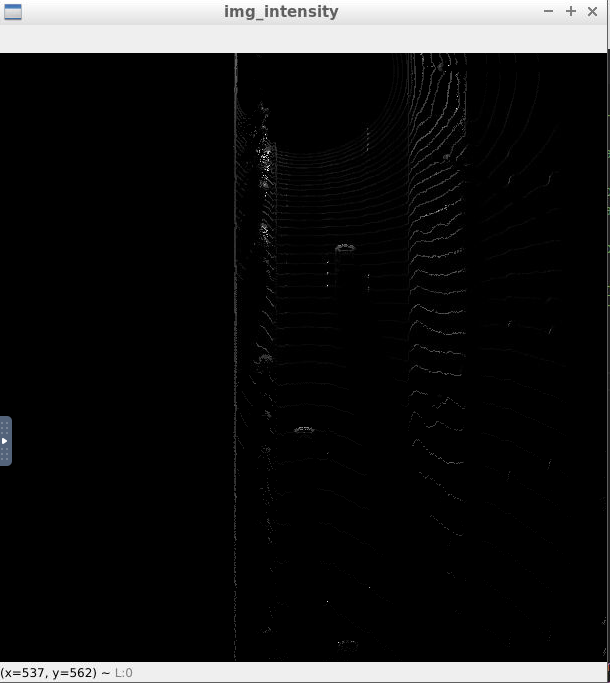 img_intensity
(x=537, y=562) ~ L:0